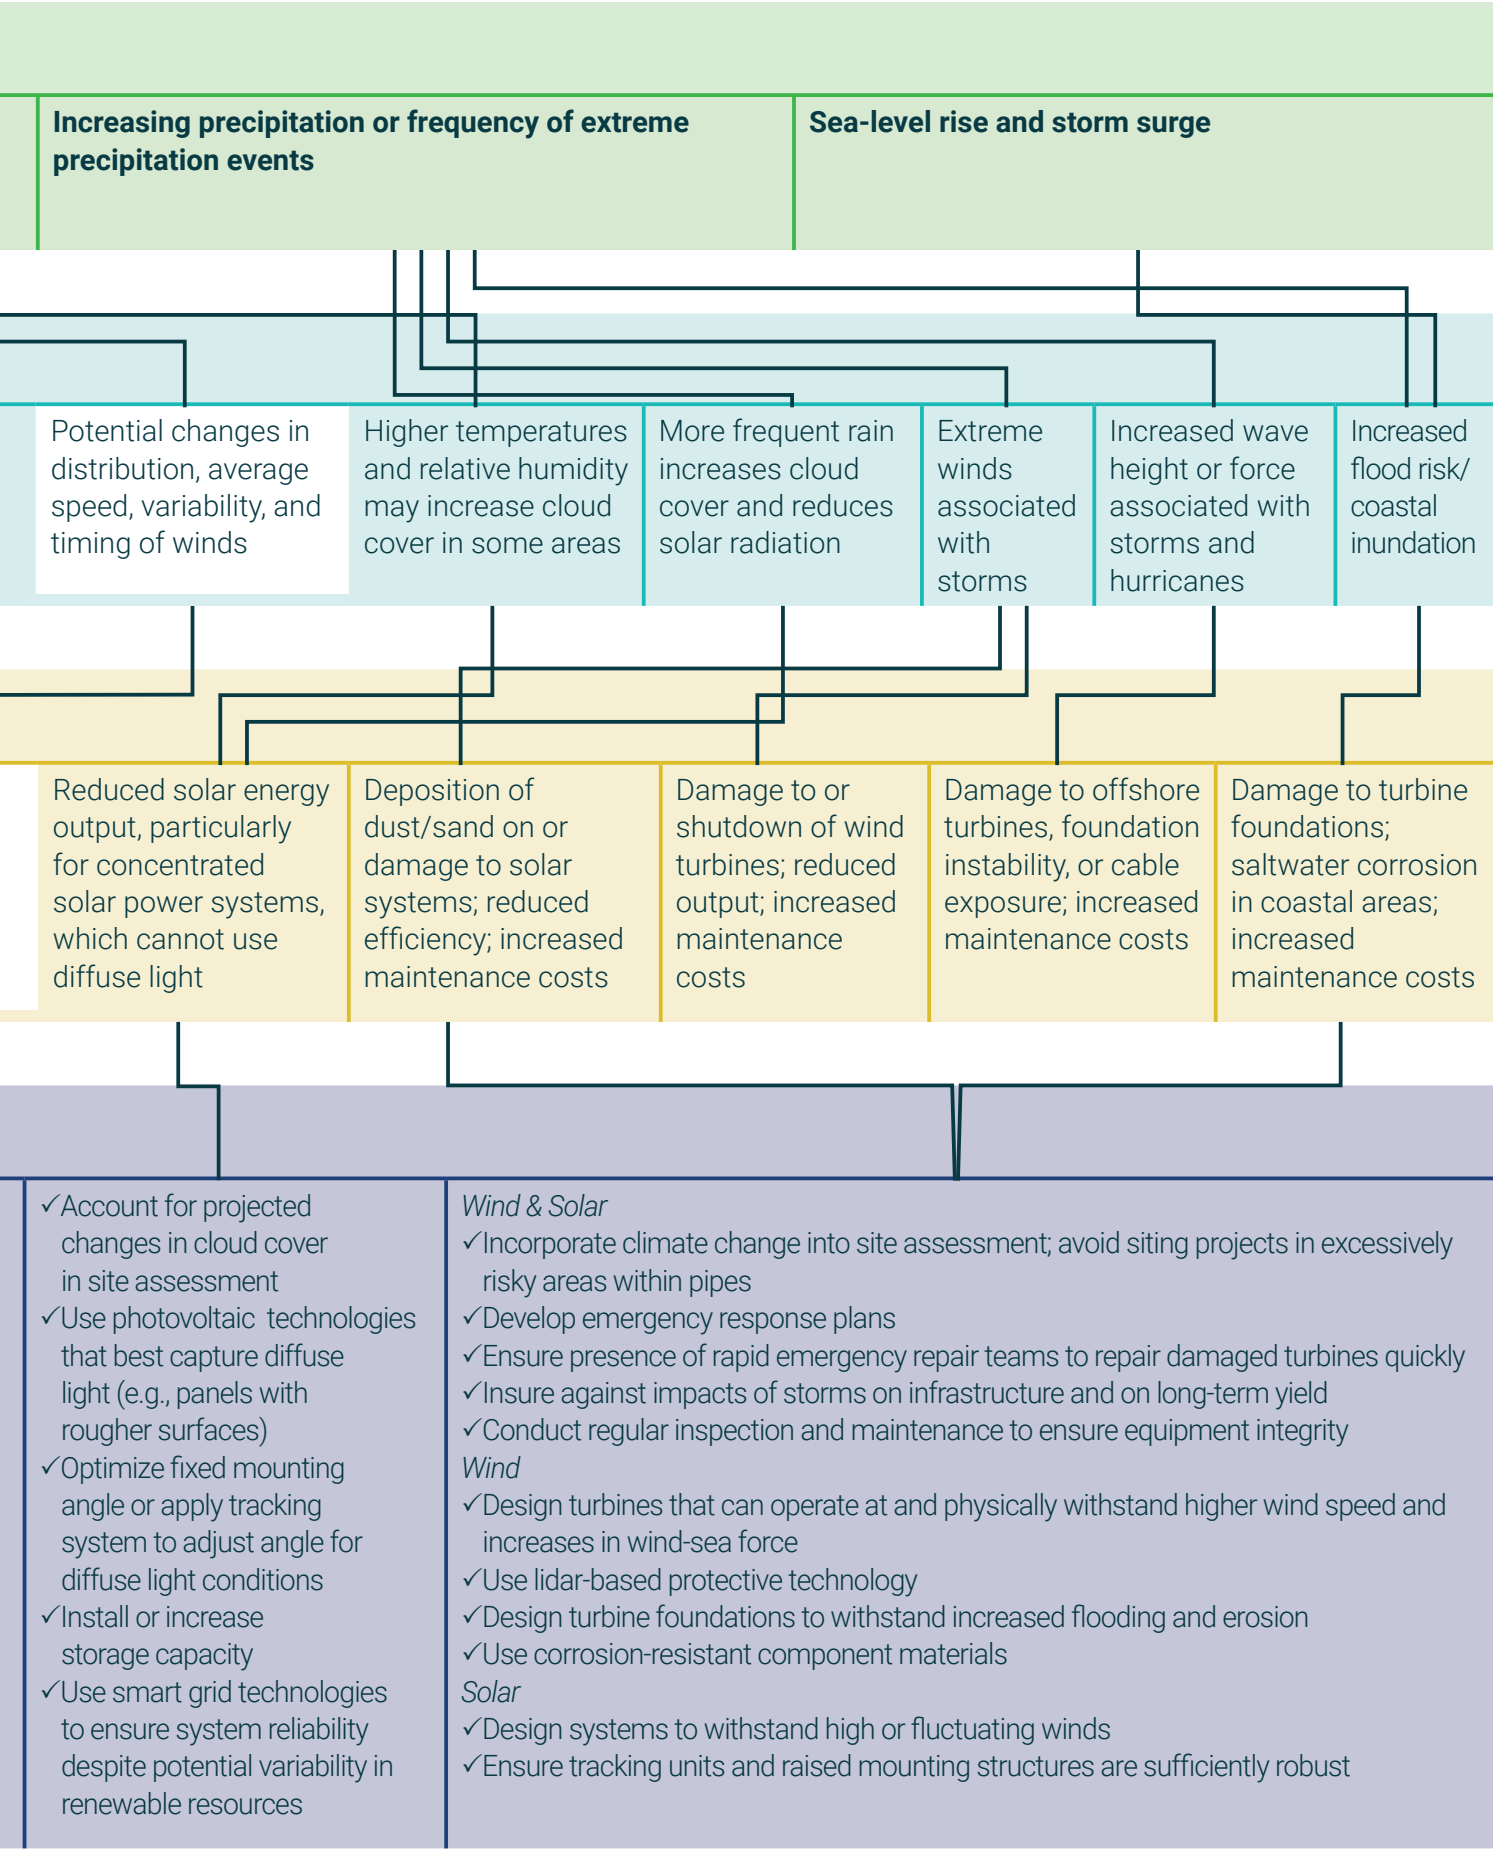 Increasing precipitation or frequency of extreme
precipitation events
Sea-level rise and storm surge
Potential changes in
distribution, average
speed, variability, and
timing of winds
Higher temperatures
and relative humidity
may increase cloud
cover in some areas
More frequent rain
increases cloud
cover and reduces
solar radiation
Extreme
winds
associated
with
storms
Increased wave
height or force
associated with
storms and
hurricanes
Increased
flood risk/
coastal
inundation
Reduced solar energy
output, particularly
for concentrated
solar power systems,
which cannot use
diffuse light
Deposition of
dust/sand on or
damage to solar
systems; reduced
efficiency; increased
maintenance costs
Damage to or
shutdown of wind
turbines; reduced
output; increased
maintenance
costs
Damage to offshore
turbines, foundation
instability, or cable
exposure; increased
maintenance costs
Damage to turbine
foundations;
saltwater corrosion
in coastal areas;
increased
maintenance costs
✓Account for projected
changes in cloud cover
in site assessment
✓Use photovoltaic technologies
that best capture diffuse
light (e.g., panels with
rougher surfaces)
✓Optimize fixed mounting
angle or apply tracking
system to adjust angle for
diffuse light conditions
✓Install or increase
storage capacity
✓Use smart grid technologies
to ensure system reliability
despite potential variability in
renewable resources
Wind & Solar
✓Incorporate climate change into site assessment; avoid siting projects in excessively
risky areas within pipes
✓Develop emergency response plans
✓Ensure presence of rapid emergency repair teams to repair damaged turbines quickly
✓Insure against impacts of storms on infrastructure and on long-term yield
✓Conduct regular inspection and maintenance to ensure equipment integrity
Wind
✓Design turbines that can operate at and physically withstand higher wind speed and
increases in wind-sea force
✓Use lidar-based protective technology
✓Design turbine foundations to withstand increased flooding and erosion
✓Use corrosion-resistant component materials
Solar
✓Design systems to withstand high or fluctuating winds
✓Ensure tracking units and raised mounting structures are sufficiently robust